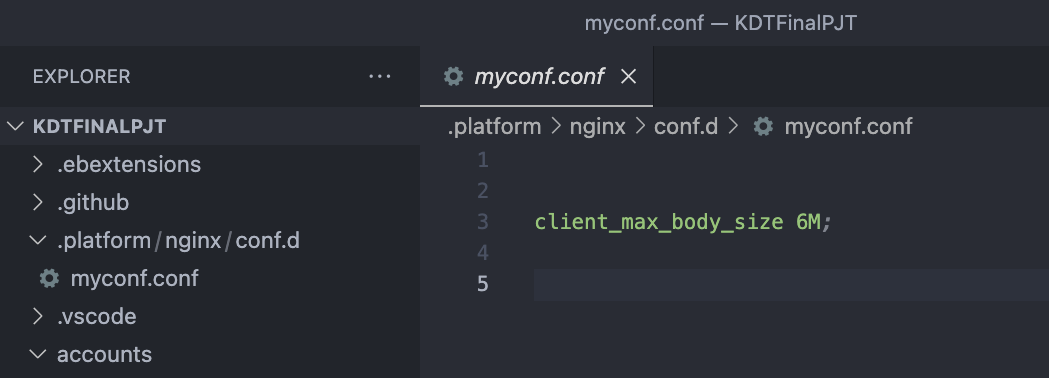 myconf.conf — KDTFinalPJT
EXPLORER ...
KDTFINALPJT
.ebextensions
.github
.platform/nginx/conf.d
myconf.conf
.vscode
accounts
myconf.conf
.platform > nginx > conf.d > myconf.conf
1
2
3 client_max_body_size 6M;
4
5